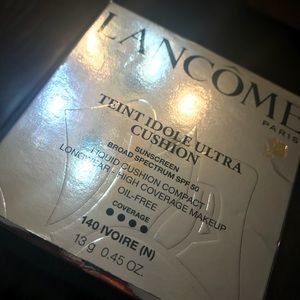 LANCÔME
PARIS
TEINT IDOLE ULTRA
CUSHION
SUNSCREEN
BROAD SPECTRUM SPF 50
LIQUID CUSHION COMPACT
LONGWEAR - HIGH COVERAGE MAKEUP
OIL-FREE
COVERAGE
140 IVOIRE (N)
13 g 0.45 OZ.